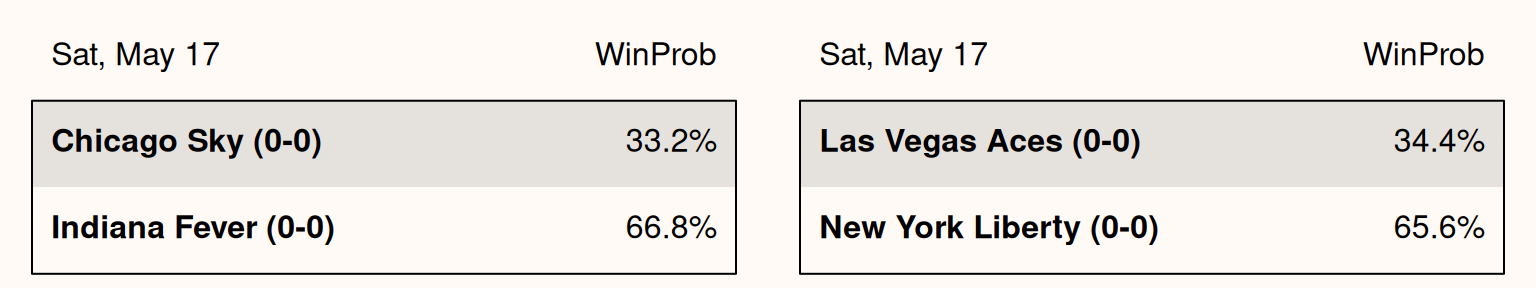 Sat, May 17 WinProb
Chicago Sky (0-0) 33.2%
Indiana Fever (0-0) 66.8%
Sat, May 17 WinProb
Las Vegas Aces (0-0) 34.4%
New York Liberty (0-0) 65.6%